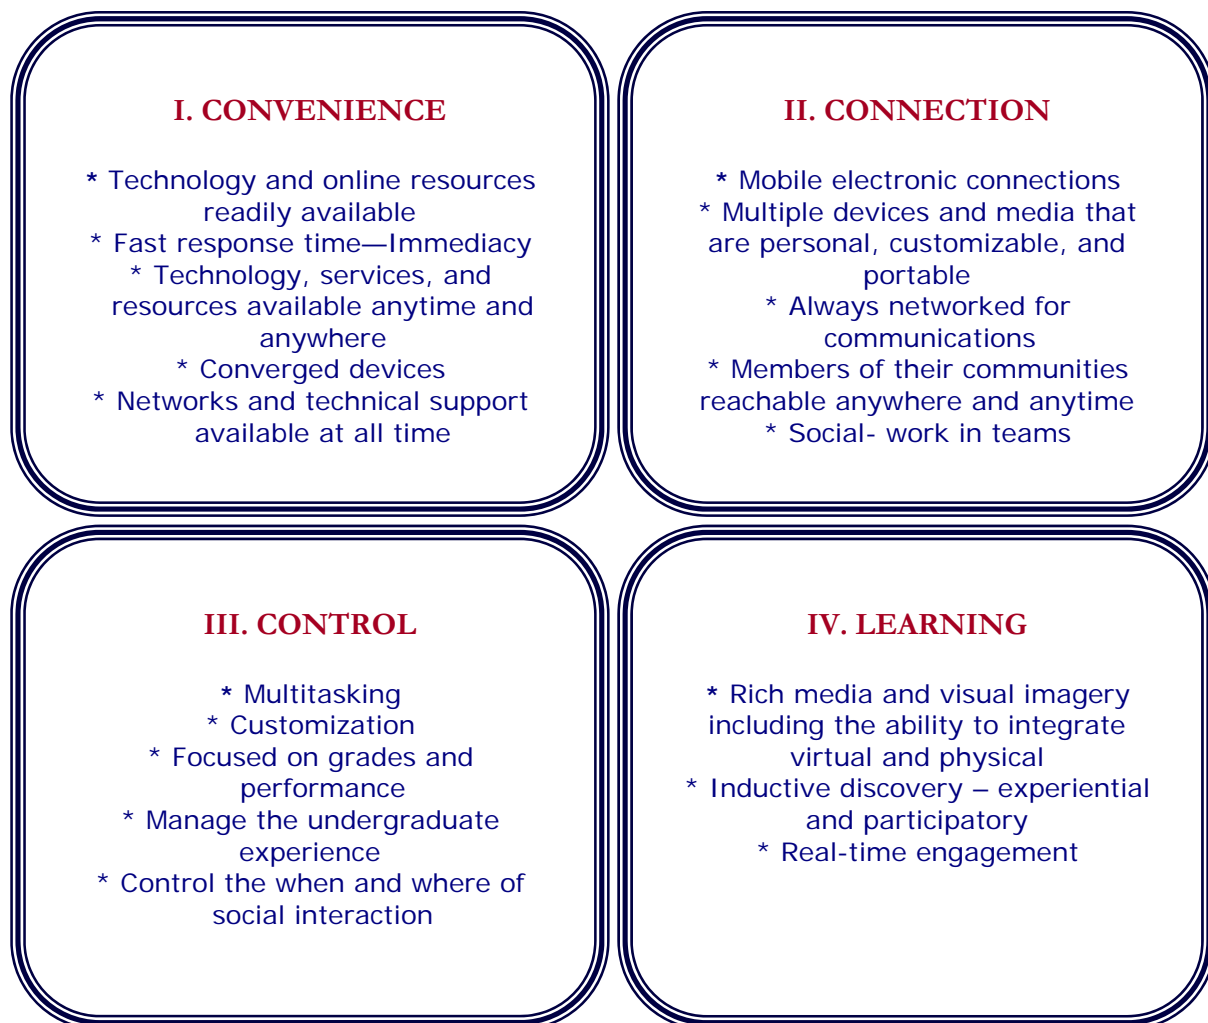 I. CONVENIENCE
* Technology and online resources
readily available
* Fast response time—Immediacy
* Technology, services, and
resources available anytime and
anywhere
* Converged devices
* Networks and technical support
available at all time
II. CONNECTION
* Mobile electronic connections
* Multiple devices and media that
are personal, customizable, and
portable
* Always networked for
communications
* Members of their communities
reachable anywhere and anytime
* Social- work in teams
III. CONTROL
* Multitasking
* Customization
* Focused on grades and
performance
* Manage the undergraduate
experience
* Control the when and where of
social interaction
IV. LEARNING
* Rich media and visual imagery
including the ability to integrate
virtual and physical
* Inductive discovery – experiential
and participatory
* Real-time engagement